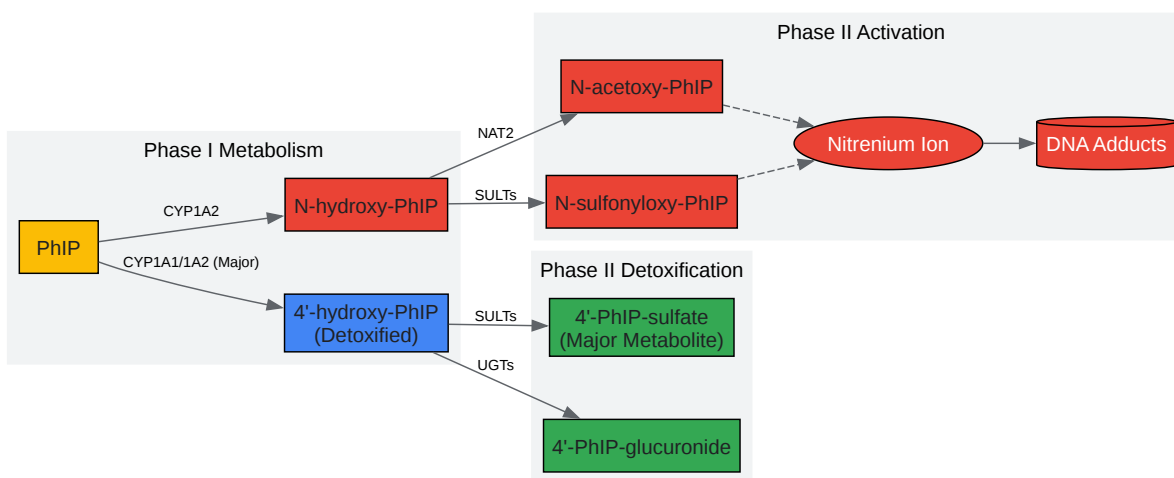 Phase II Activation
N-acetoxy-PhIP
NAT2
Nitrenium Ion
DNA Adducts
Phase I Metabolism
SULTs
N-sulfonyloxy-PhIP
CYP1A2
N-hydroxy-PhIP
PhIP
CYP1A1/1A2 (Major)
Phase II Detoxification
4'-hydroxy-PhIP
(Detoxified)
SULTs
4'-PhIP-sulfate
(Major Metabolite)
UGTs
4'-PhIP-glucuronide